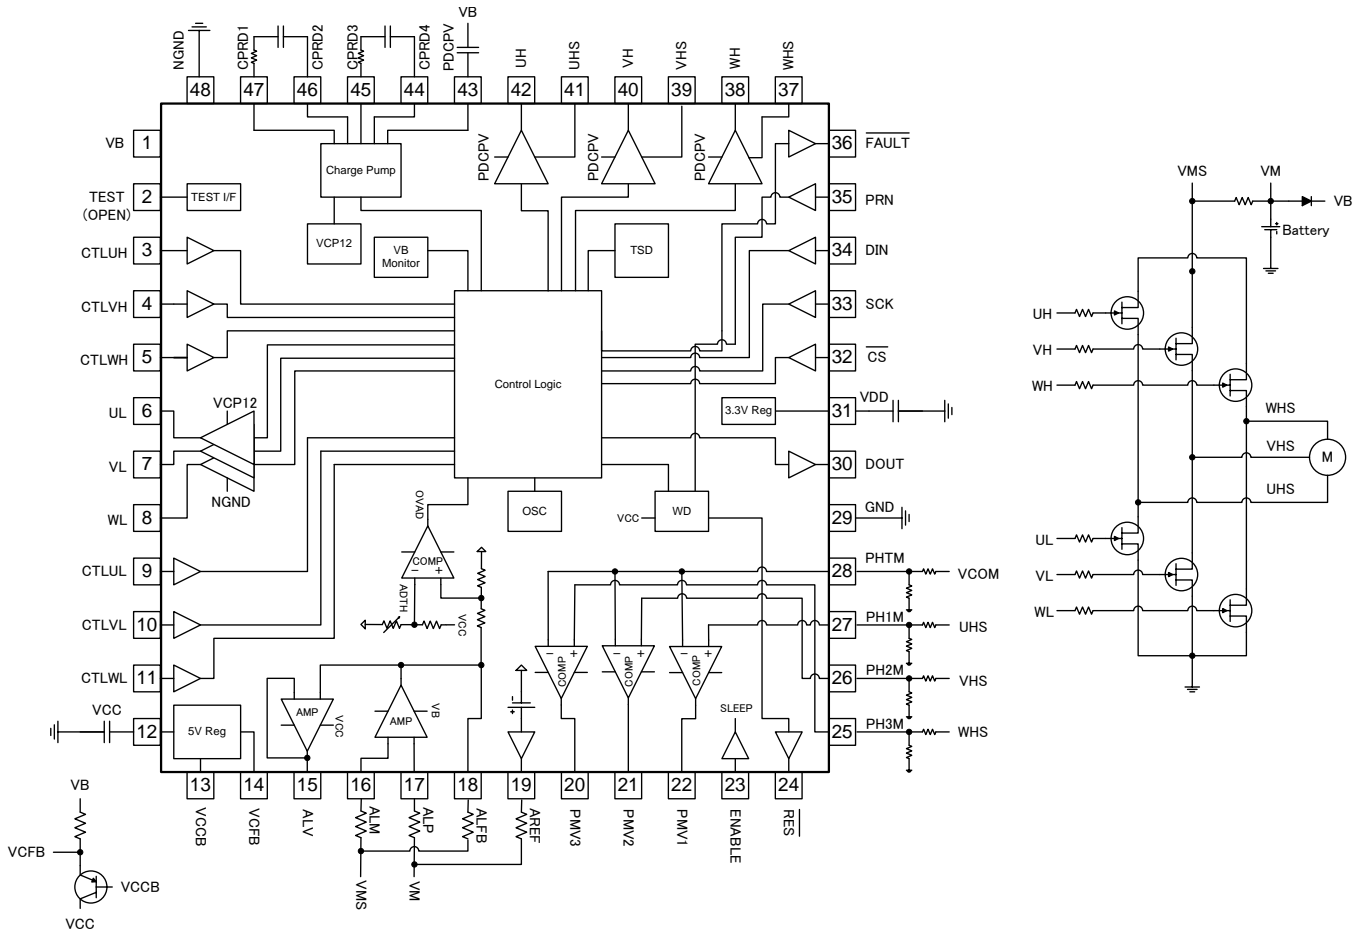 NGND
CPRD1
CPRD2
CPRD3
CPRD4
PDCPV
VB
UH
UHS
VH
VHS
WH
WHS
48
47
46
45
44
43
42
41
40
39
38
37
VB
1
TEST
(OPEN)
2
TEST I/F
CTLUH
3
CTLVH
4
CTLWH
5
UL
6
VL
7
WL
8
CTLUL
9
CTLVL
10
CTLWL
11
VCC
12
5V Reg
Charge Pump
VCP12
VB
Monitor
PDCPV
PDCPV
PDCPV
TSD
Control Logic
VCP12
NGND
OSC
VCC
WD
3.3V Reg
OVAD
COMP
− +
ADTH
VCC
AMP
VCC
AMP
VB
- +
− +
COMP
− +
COMP
− +
COMP
SLEEP
36
FAULT
35
PRN
34
DIN
33
SCK
32
CS
31
VDD
30
DOUT
29
GND
28
PHTM
VCOM
27
PH1M
UHS
26
PH2M
VHS
25
PH3M
WHS
13
14
15
16
17
18
19
20
21
22
23
24
VCCB
VCFB
ALV
ALM
ALP
ALFB
AREF
PMV3
PMV2
PMV1
ENABLE
RES
VMS
VM
VB
VCFB
VCCB
VCC
VMS
VM
VB
+
Battery
UH
VH
WH
WHS
VHS
UHS
M
UL
VL
WL